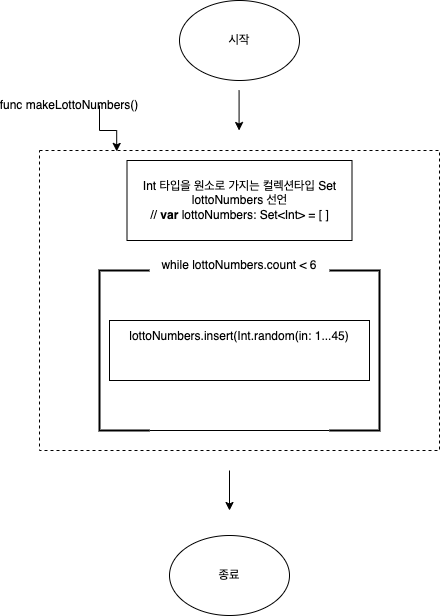 시작
func makeLottoNumbers()
Int 타입을 원소로 가지는 컬렉션타입 Set
lottoNumbers 선언
// var lottoNumbers: Set<Int> = [ ]
while lottoNumbers.count < 6
lottoNumbers.insert(Int.random(in: 1...45)
종료